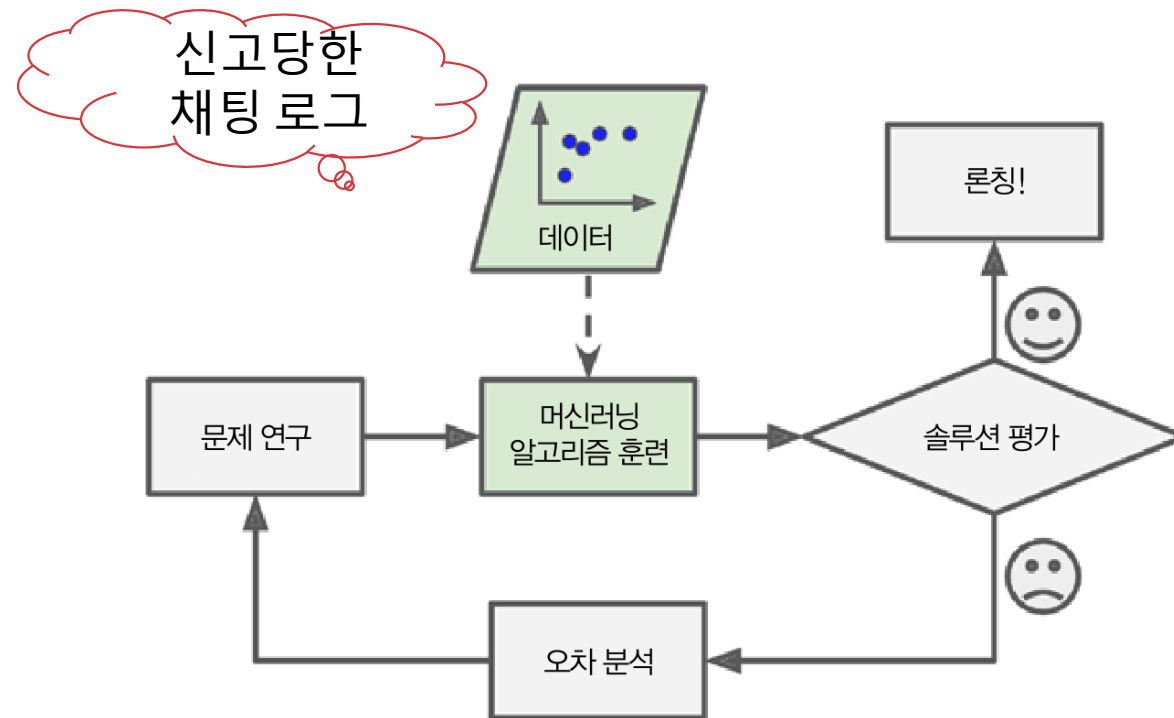 신고당한
채팅 로그
데이터
론칭!
문제 연구
머신러닝
알고리즘 훈련
솔루션 평가
오차 분석